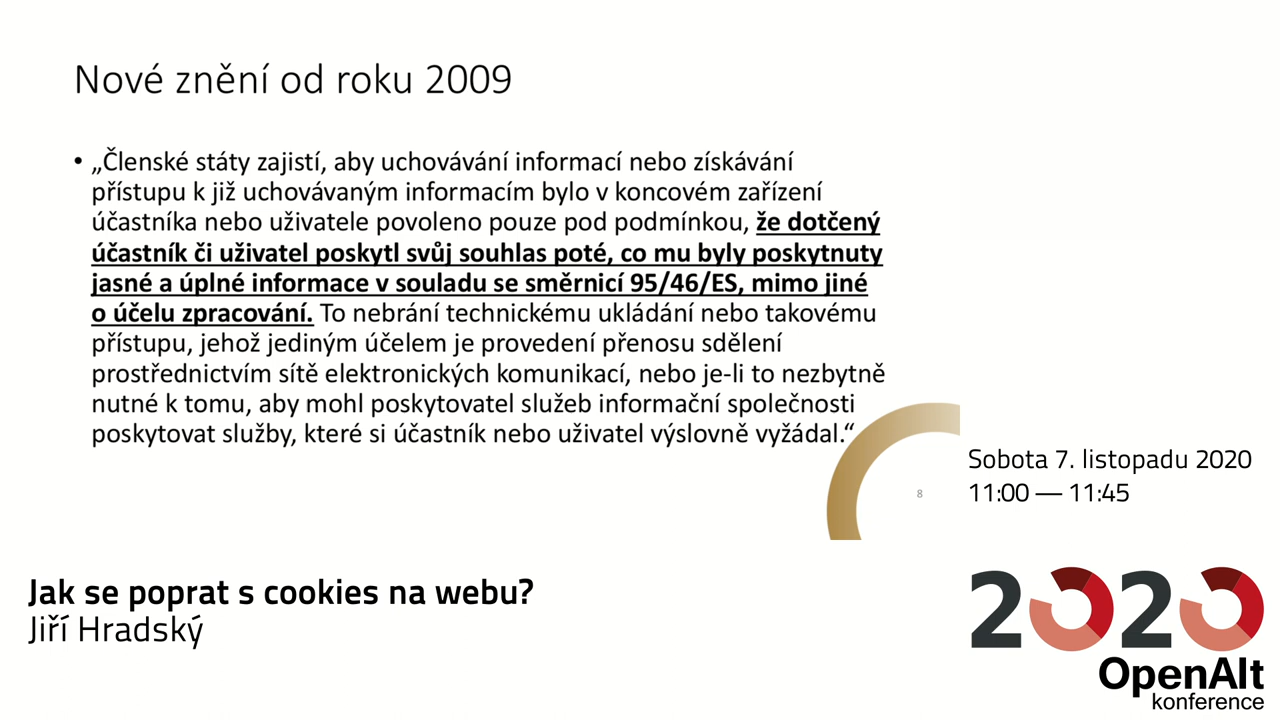 Nové znění od roku 2009
• „Členské státy zajistí, aby uchovávání informací nebo získávání
přístupu k již uchovávaným informacím bylo v koncovém zařízení
účastníka nebo uživatele povoleno pouze pod podmínkou, že dotčený
účastník či uživatel poskytl svůj souhlas poté, co mu byly poskytnuty
jasné a úplné informace v souladu se směrnicí 95/46/ES, mimo jiné
o účelu zpracování. To nebrání technickému ukládání nebo takovému
přístupu, jehož jediným účelem je provedení přenosu sdělení
prostřednictvím sítě elektronických komunikací, nebo je-li to nezbytně
nutné k tomu, aby mohl poskytovatel služeb informační společnosti
poskytovat služby, které si účastník nebo uživatel výslovně vyžádal.“
8
Sobota 7. listopadu 2020
11:00 — 11:45
Jak se poprat s cookies na webu?
Jiří Hradský
2020
OpenAlt
konference